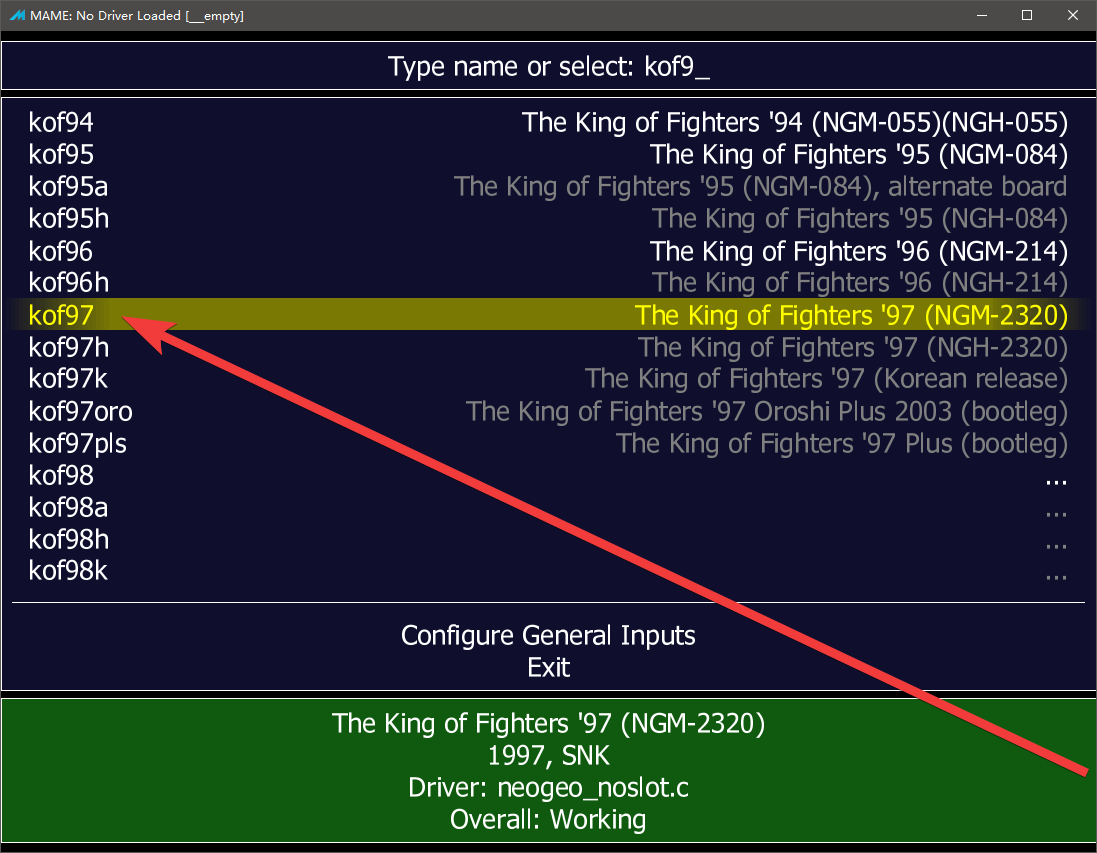 MAME: No Driver Loaded [__empty]
Type name or select: kof9_
kof94 The King of Fighters '94 (NGM-055)(NGH-055)
kof95 The King of Fighters '95 (NGM-084)
kof95a The King of Fighters '95 (NGM-084), alternate board
kof95h The King of Fighters '95 (NGH-084)
kof96 The King of Fighters '96 (NGM-214)
kof96h The King of Fighters '96 (NGH-214)
kof97 The King of Fighters '97 (NGM-2320)
kof97h The King of Fighters '97 (NGH-2320)
kof97k The King of Fighters '97 (Korean release)
kof97oro The King of Fighters '97 Oroshi Plus 2003 (bootleg)
kof97pls The King of Fighters '97 Plus (bootleg)
kof98 ...
kof98a ...
kof98h ...
kof98k ...
Configure General Inputs
Exit
The King of Fighters '97 (NGM-2320)
1997, SNK
Driver: neogeo_noslot.c
Overall: Working